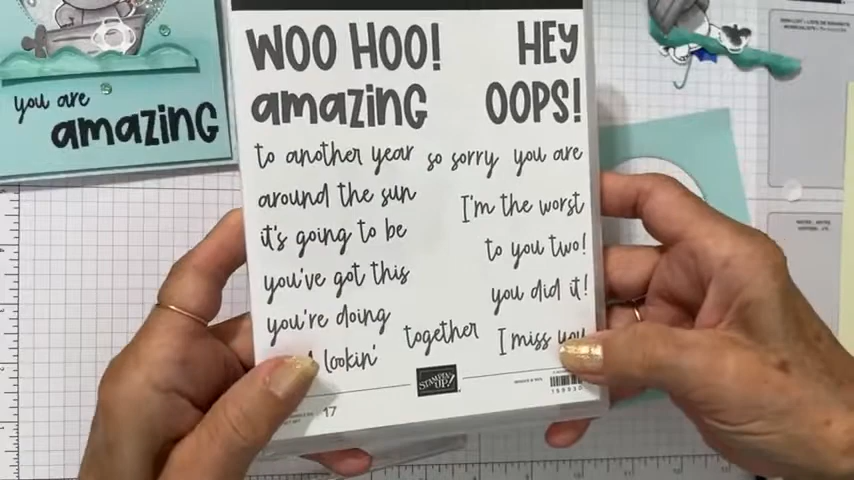 WOO HOO! HEY
amazing OOPS!
to another year so sorry you are
around the sun I'm the worst
it's going to be to you two!
you've got this you did it!
you're doing together I miss you
lookin'
STAMPIN' UP!
17
you are
amazing